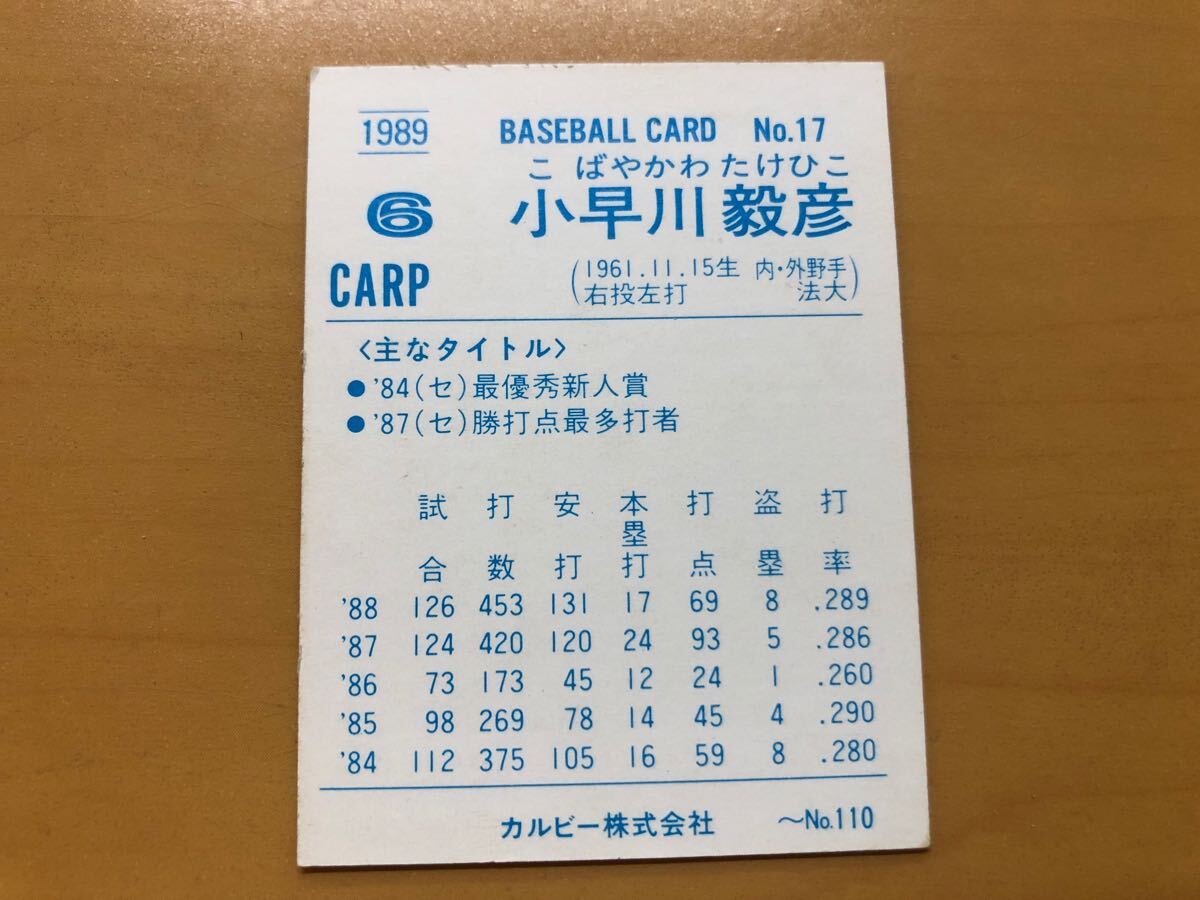 1989 BASEBALL CARD No.17
こばやかわ たけひこ
6 小早川 毅彦
CARP
(1961.11.15生 内・外野手
右投左打 法大)
〈主なタイトル〉
●'84(セ)最優秀新人賞
●'87(セ)勝打点最多打者
試合 打数 安打 本塁打 打点 盗塁 打率
'88 126 453 131 17 69 8 .289
'87 124 420 120 24 93 5 .286
'86 73 173 45 12 24 1 .260
'85 98 269 78 14 45 4 .290
'84 112 375 105 16 59 8 .280
カルビー株式会社 ～No.110